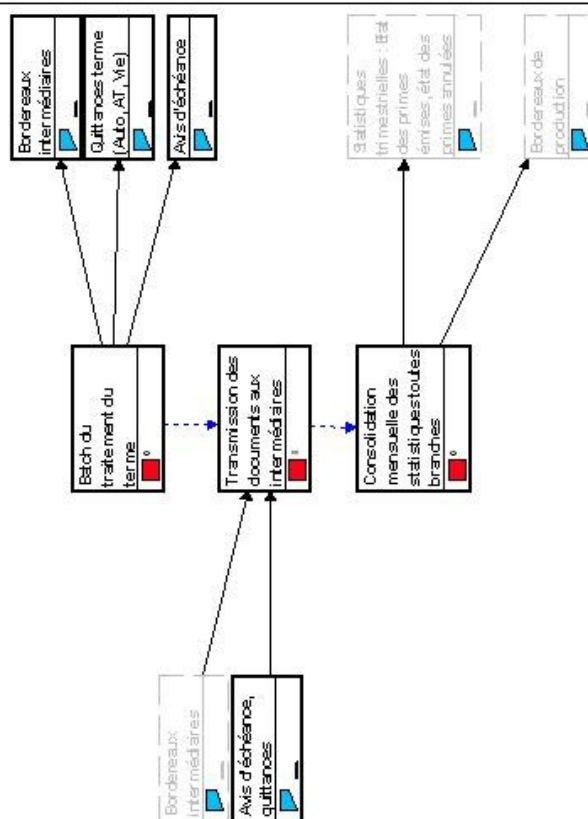 Bordereaux
intermédiaires
Quittances terme
(Auto, AT, Vie)
Avis d'échéance
Statistiques
trimestrielles : Etat
des primes
émises, état des
primes annulées
Bordereaux de
production
Batch du
traitement du
terme
Transmission des
documents aux
intermédiaires
Consolidation
mensuelle des
statistiques toutes
branches
Bordereaux
intermédiaires
Avis d'échéance,
quittances